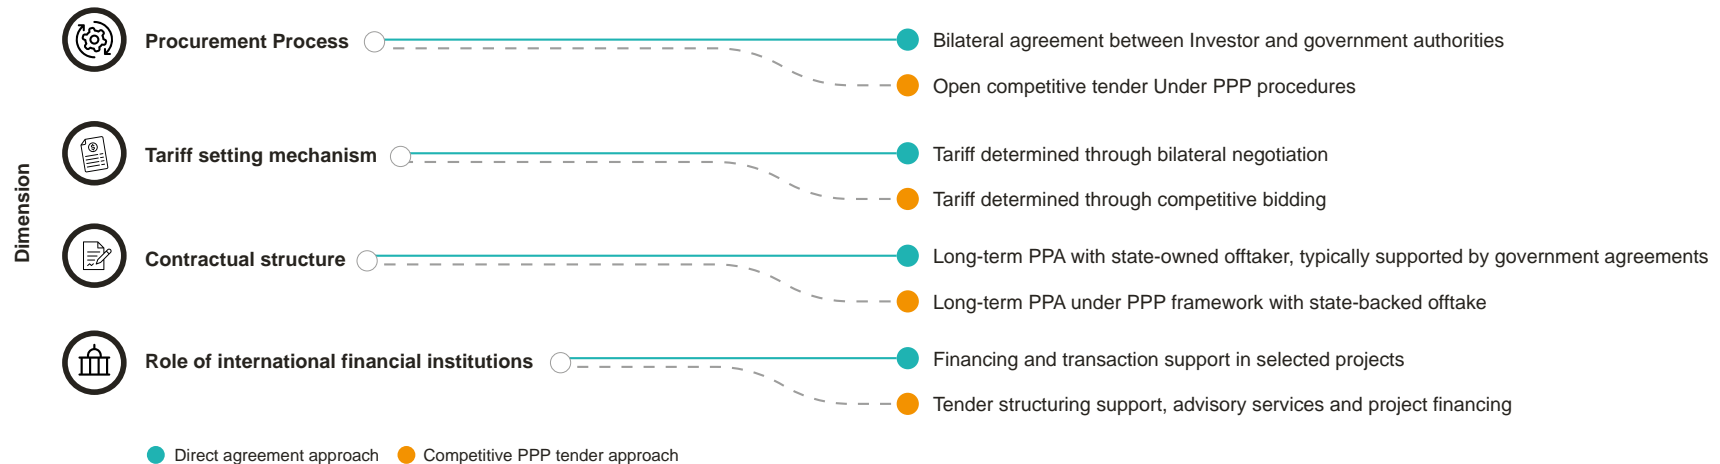 Dimension
Procurement Process
Bilateral agreement between Investor and government authorities
Open competitive tender Under PPP procedures
Tariff setting mechanism
Tariff determined through bilateral negotiation
Tariff determined through competitive bidding
Contractual structure
Long-term PPA with state-owned offtaker, typically supported by government agreements
Long-term PPA under PPP framework with state-backed offtake
Role of international financial institutions
Financing and transaction support in selected projects
Tender structuring support, advisory services and project financing
Direct agreement approach
Competitive PPP tender approach